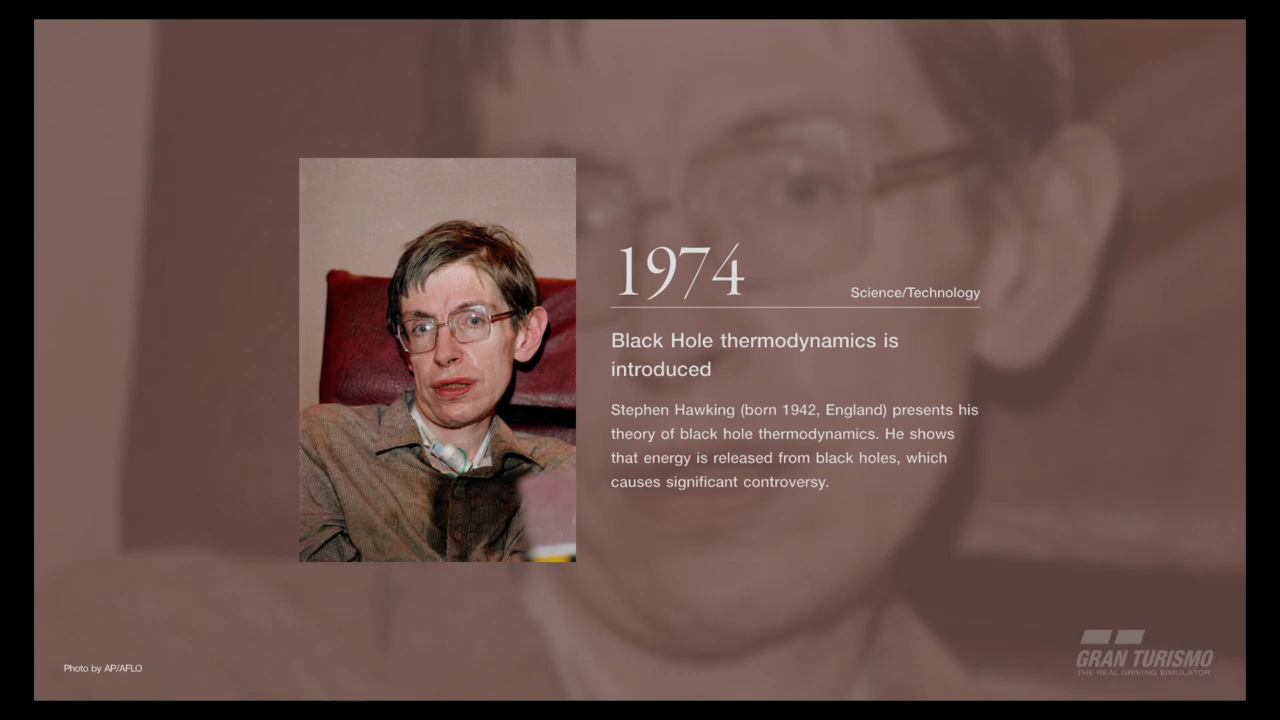 1974
Science/Technology
Black Hole thermodynamics is
introduced
Stephen Hawking (born 1942, England) presents his
theory of black hole thermodynamics. He shows
that energy is released from black holes, which
causes significant controversy.
Photo by AP/AFLO
GRAN TURISMO
THE REAL DRIVING SIMULATOR